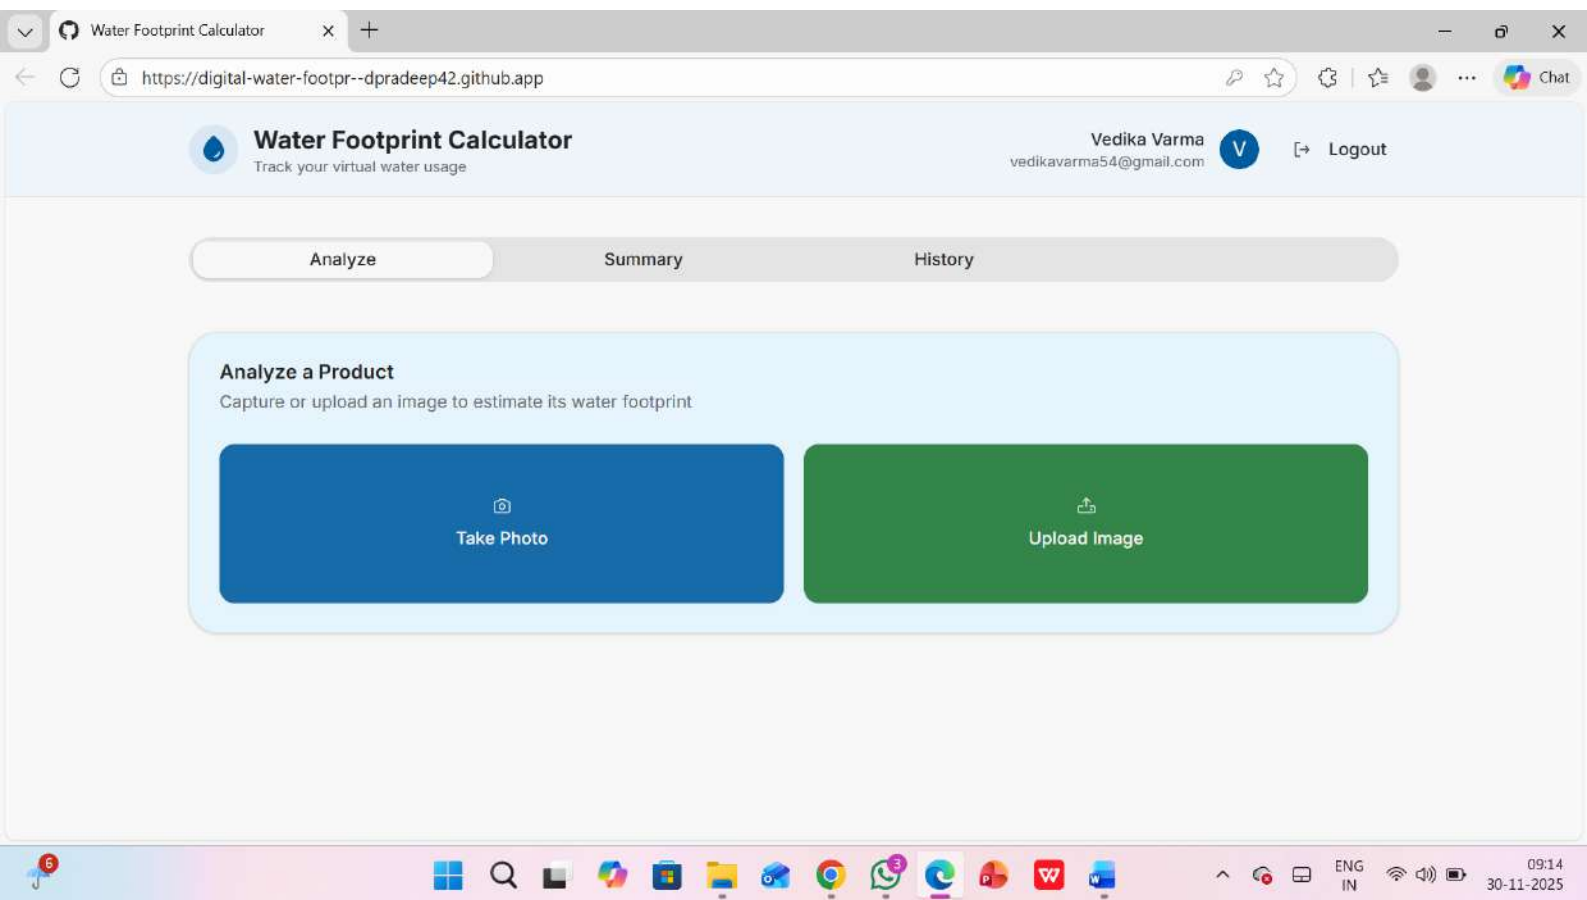 Water Footprint Calculator
https://digital-water-footpr--dpradeep42.github.app
Chat
Water Footprint Calculator
Track your virtual water usage
Vedika Varma
vedikavarma54@gmail.com
V
Logout
Analyze
Summary
History
Analyze a Product
Capture or upload an image to estimate its water footprint
Take Photo
Upload Image
6
3
ENG
IN
09:14
30-11-2025